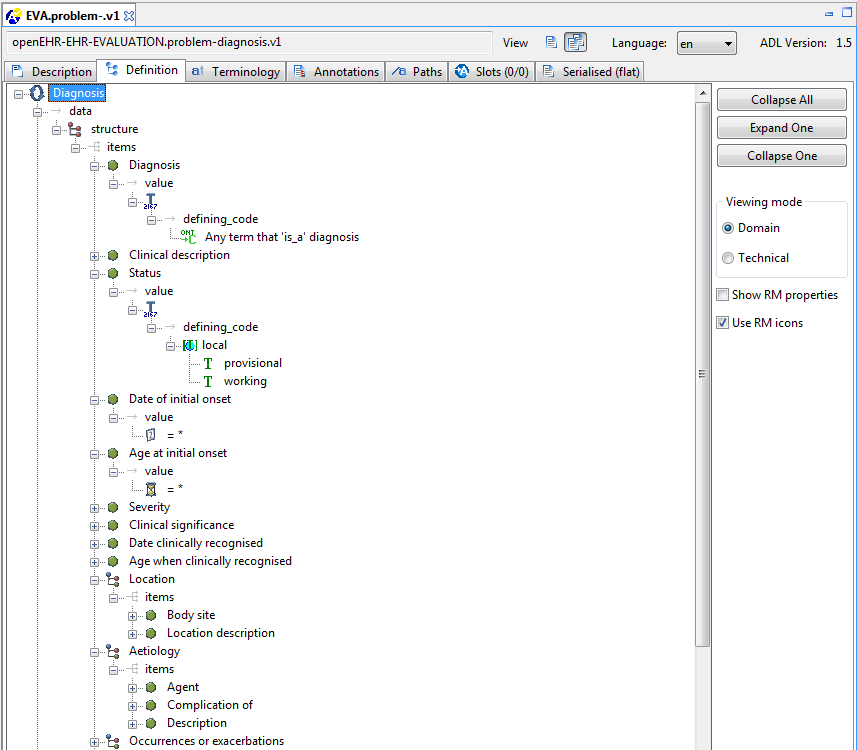 EVA.problem-.v1
openEHR-EHR-EVALUATION.problem-diagnosis.v1 View Language: en ADL Version: 1.5
Description Definition Terminology Annotations Paths Slots (0/0) Serialised (flat)
Diagnosis
data
structure
items
Diagnosis
value
T 2167
defining_code
ONT C Any term that 'is_a' diagnosis
Clinical description
Status
value
T 2167
defining_code
local
T provisional
T working
Date of initial onset
value
= *
Age at initial onset
value
= *
Severity
Clinical significance
Date clinically recognised
Age when clinically recognised
Location
items
Body site
Location description
Aetiology
items
Agent
Complication of
Description
Occurrences or exacerbations
Collapse All
Expand One
Collapse One
Viewing mode
Domain
Technical
Show RM properties
Use RM icons